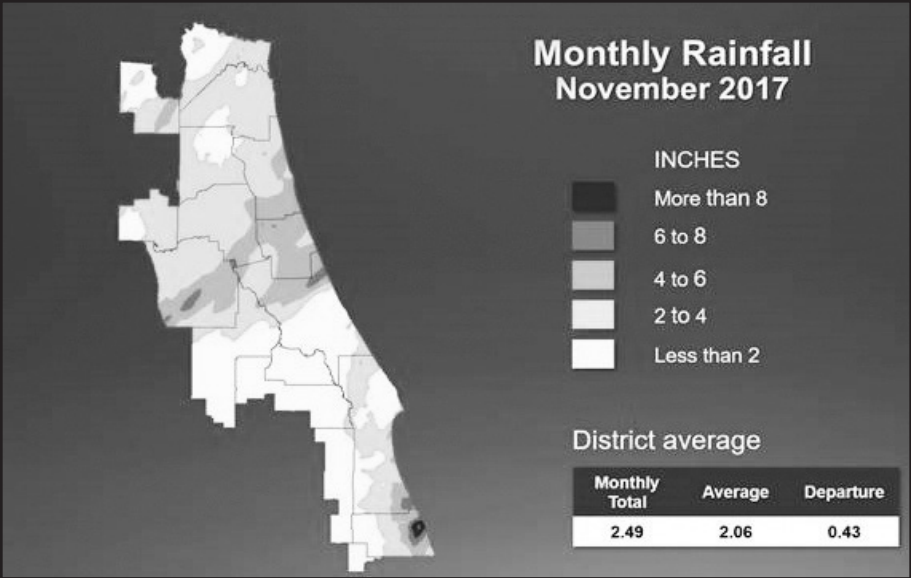 Monthly Rainfall
November 2017
INCHES
More than 8
6 to 8
4 to 6
2 to 4
Less than 2
District average
Monthly Total Average Departure
2.49 2.06 0.43